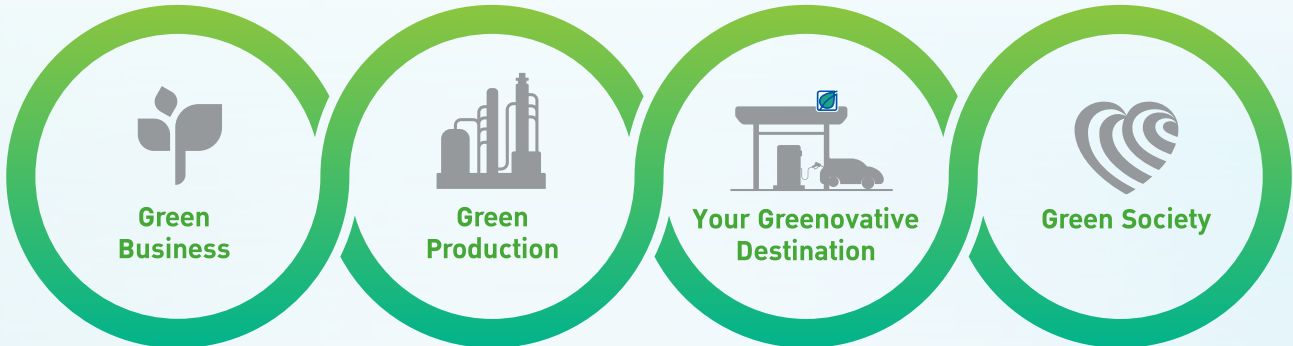 Green
Business
Green
Production
Your Greenovative
Destination
Green Society